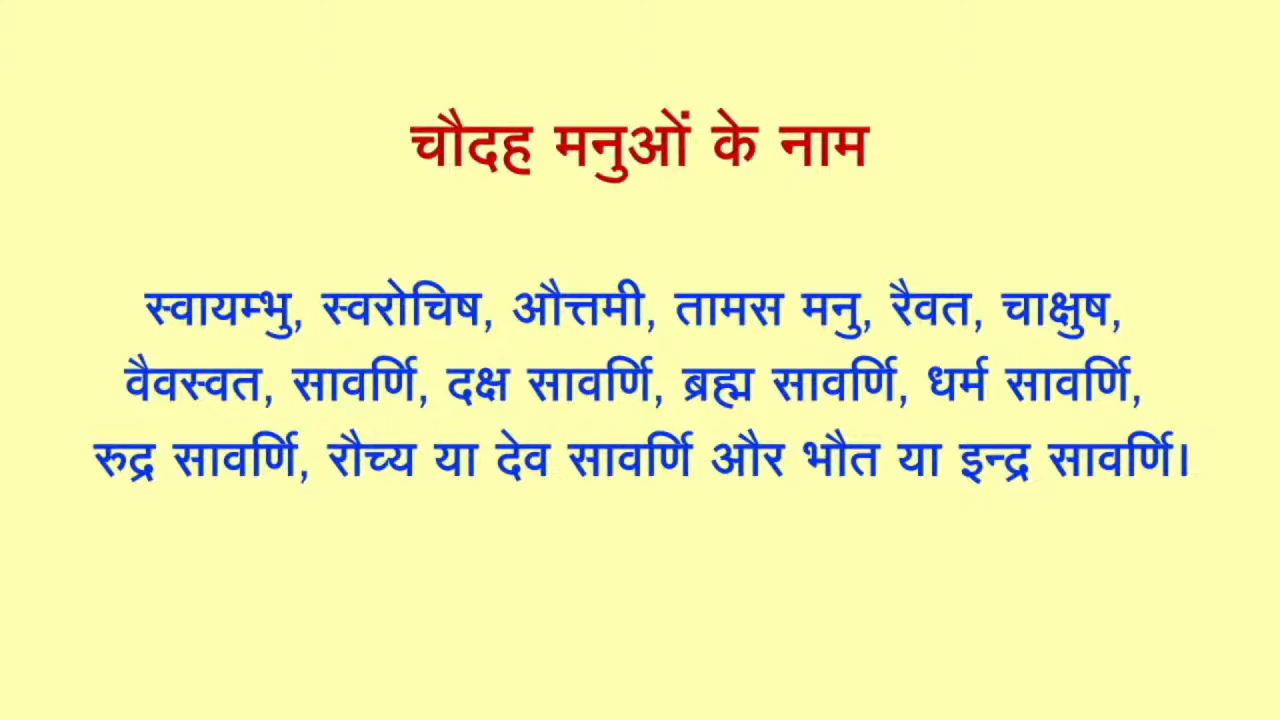 चौदह मनुओं के नाम
स्वायम्भु, स्वरोचिष, औत्तमी, तामस मनु, रैवत, चाक्षुष,
वैवस्वत, सावर्णि, दक्ष सावर्णि, ब्रह्म सावर्णि, धर्म सावर्णि,
रुद्र सावर्णि, रौच्य या देव सावर्णि और भौत या इन्द्र सावर्णि।